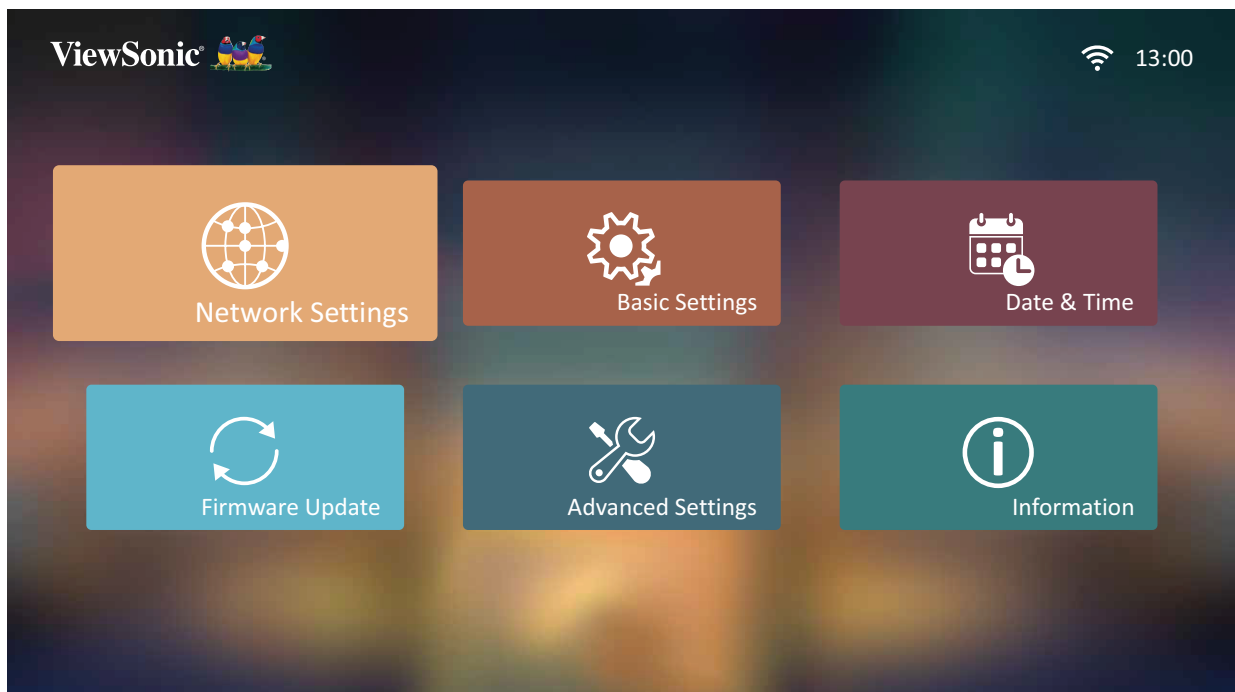 ViewSonic®
13:00
Network Settings
Basic Settings
Date & Time
Firmware Update
Advanced Settings
Information